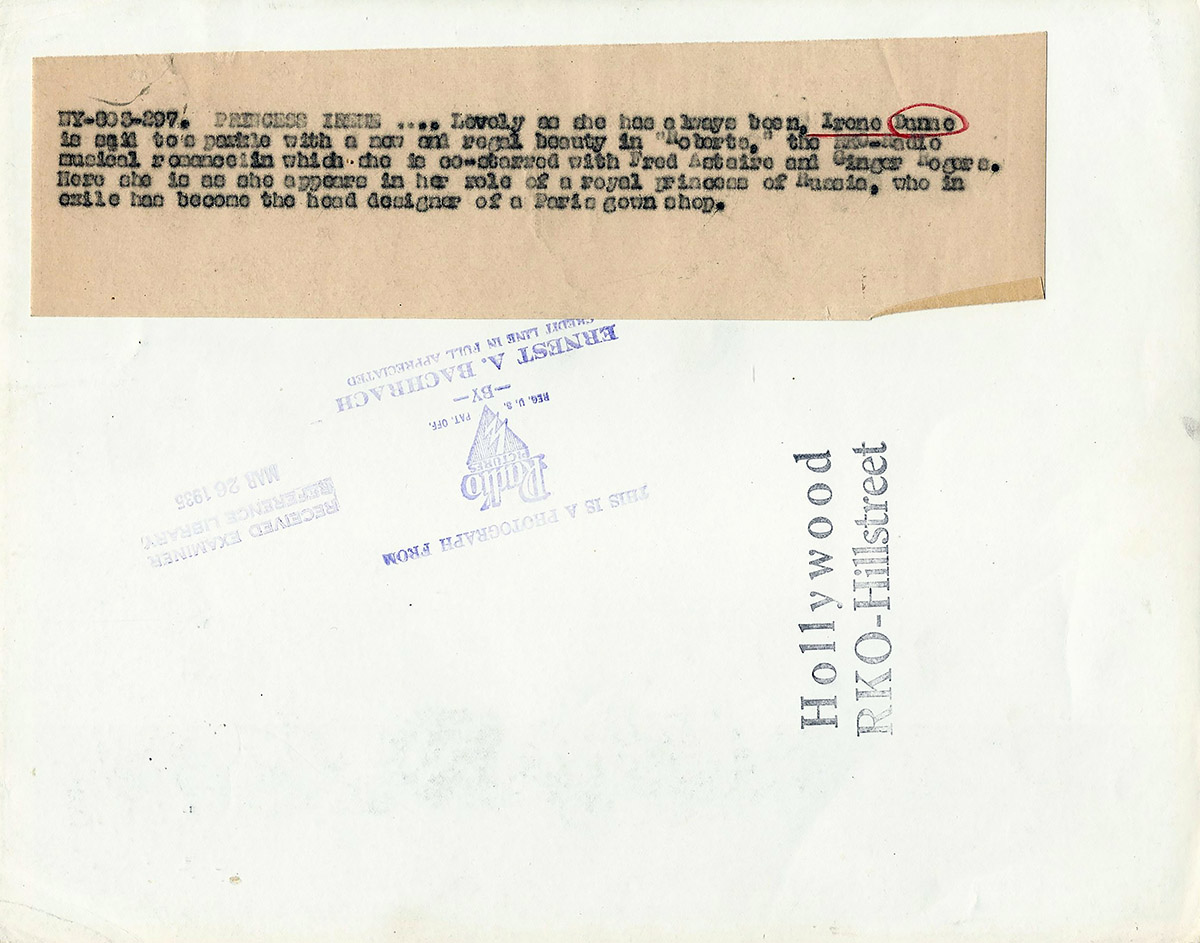 NY-803-297. PRINCESS IRENE .... Lovely as she has always been, Irene Dunne
is said to s parkle with a new and regal beauty in "Roberta," the RKO-Radio
musical romance in which she is co-starred with Fred Astaire and Ginger Rogers.
Here she is as she appears in her role of a royal princess of Russia, who in
exile has become the head designer of a Paris gown shop.
THIS IS A PHOTOGRAPH FROM
Radio
PICTURES
REG. U. S. PAT. OFF.
—BY—
ERNEST A. BACHRACH
CREDIT LINE IN FULL APPRECIATED
RECEIVED EXAMINER
REFERENCE LIBRARY
MAR 26 1935
Hollywood
RKO-Hillstreet